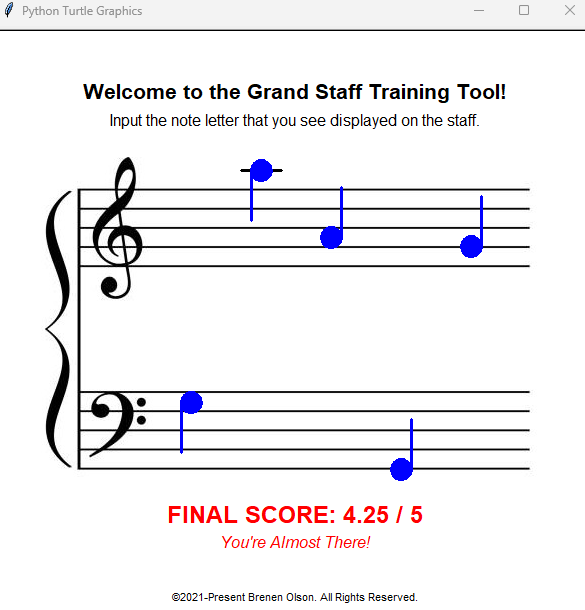 Python Turtle Graphics
Welcome to the Grand Staff Training Tool!
Input the note letter that you see displayed on the staff.
FINAL SCORE: 4.25 / 5
You're Almost There!
©2021-Present Brenen Olson. All Rights Reserved.